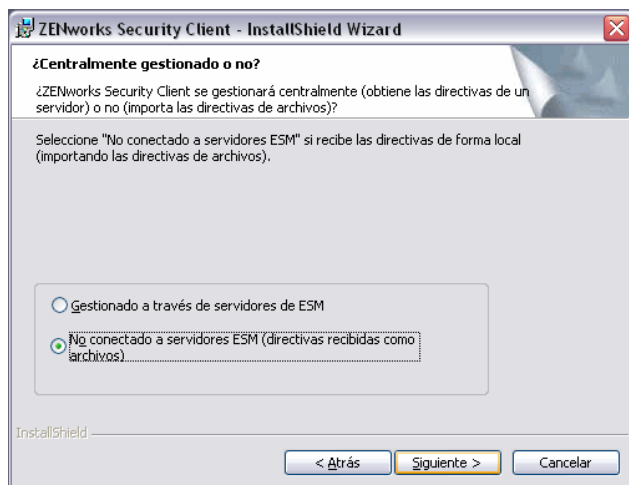 ZENworks Security Client - InstallShield Wizard
¿Centralmente gestionado o no?
¿ZENworks Security Client se gestionará centralmente (obtiene las directivas de un
servidor) o no (importa las directivas de archivos)?
Seleccione "No conectado a servidores ESM" si recibe las directivas de forma local
(importando las directivas de archivos).
Gestionado a través de servidores de ESM
No conectado a servidores ESM (directivas recibidas como
archivos)
InstallShield
< Atrás
Siguiente >
Cancelar